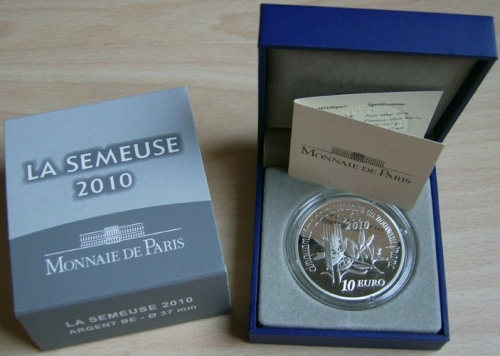 LA SEMEUSE
2010
MONNAIE DE PARIS
LA SEMEUSE 2010
ARGENT BE - Ø 37 mm
Specifications
MONNAIE DE PARIS
2010
10 EURO